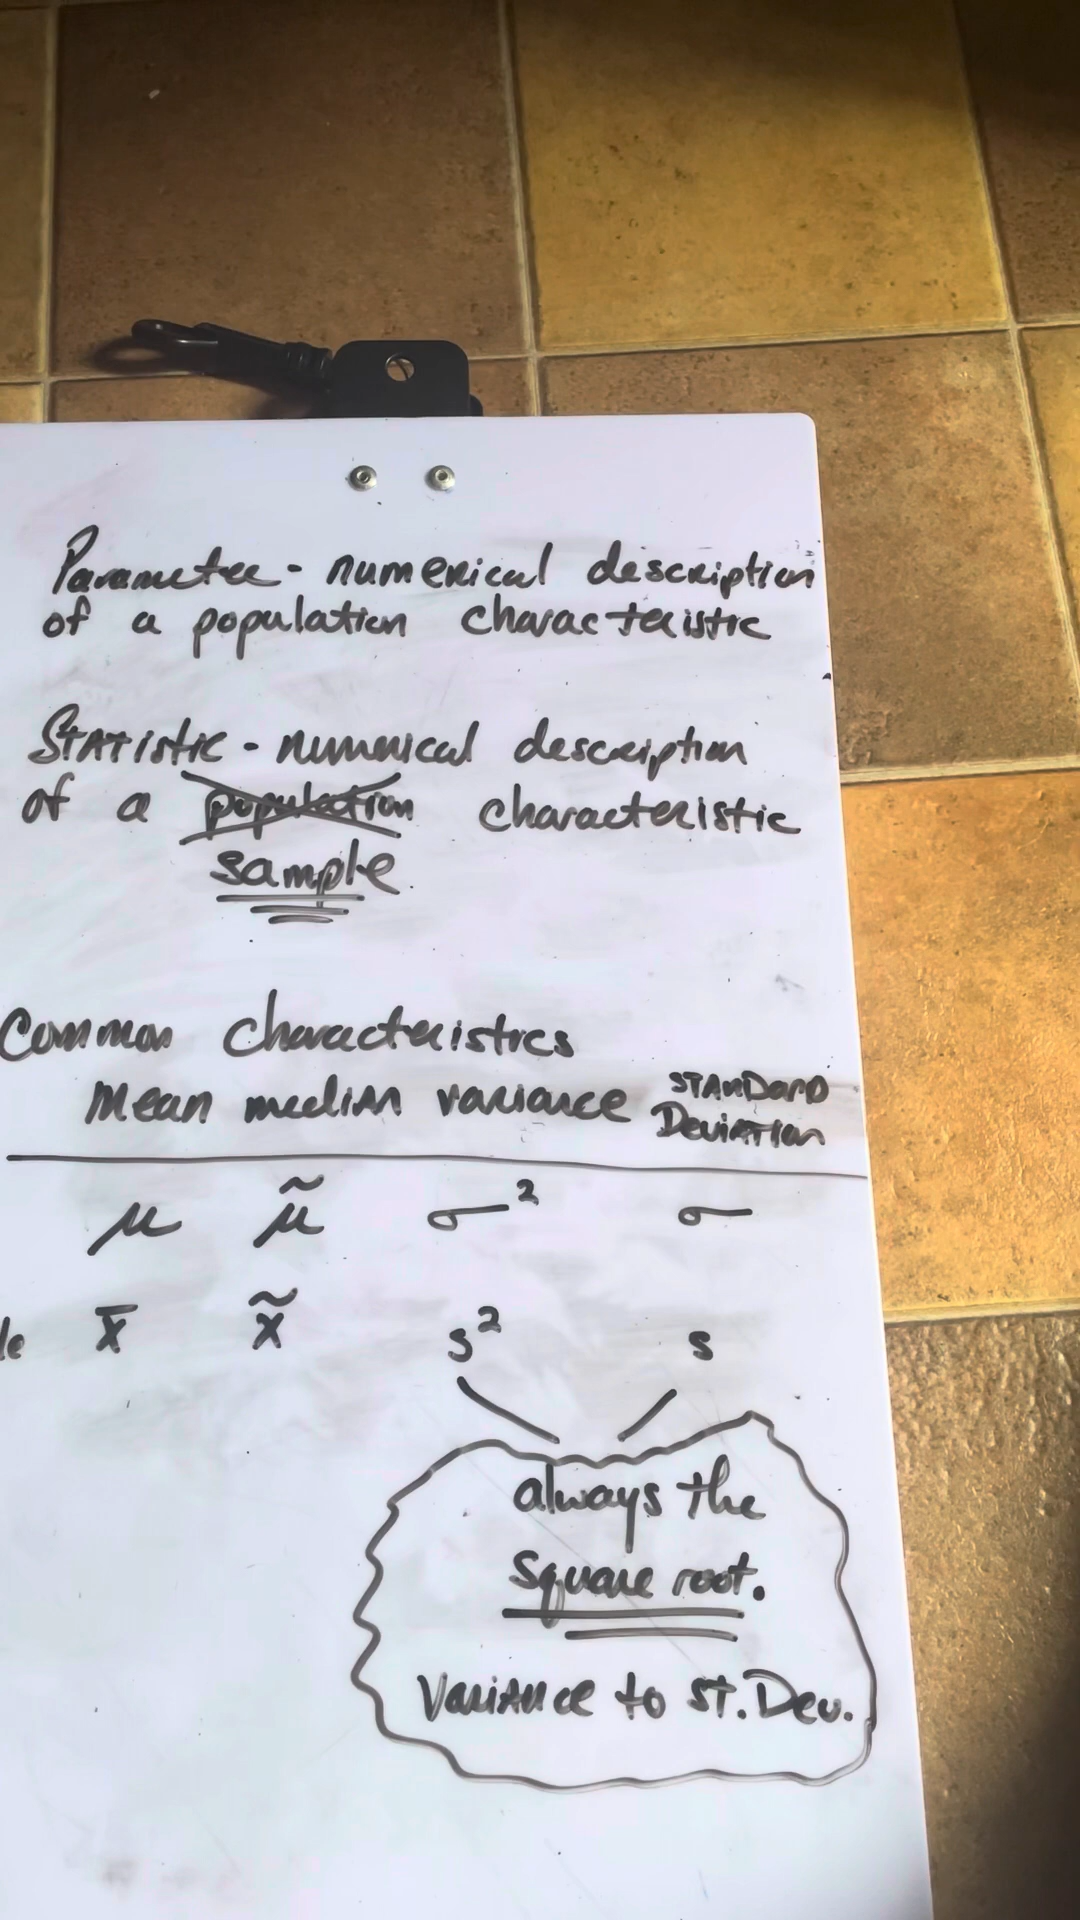 Parameter - numerical description
of a population characteristic
Statistic - numerical description
of a population characteristic
sample
Common Characteristics
Mean median variance STANDARD DEVIATION
μ μ̃ σ² σ
le x̄ x̃ s² s
always the
square root.
Variance to ST. Dev.